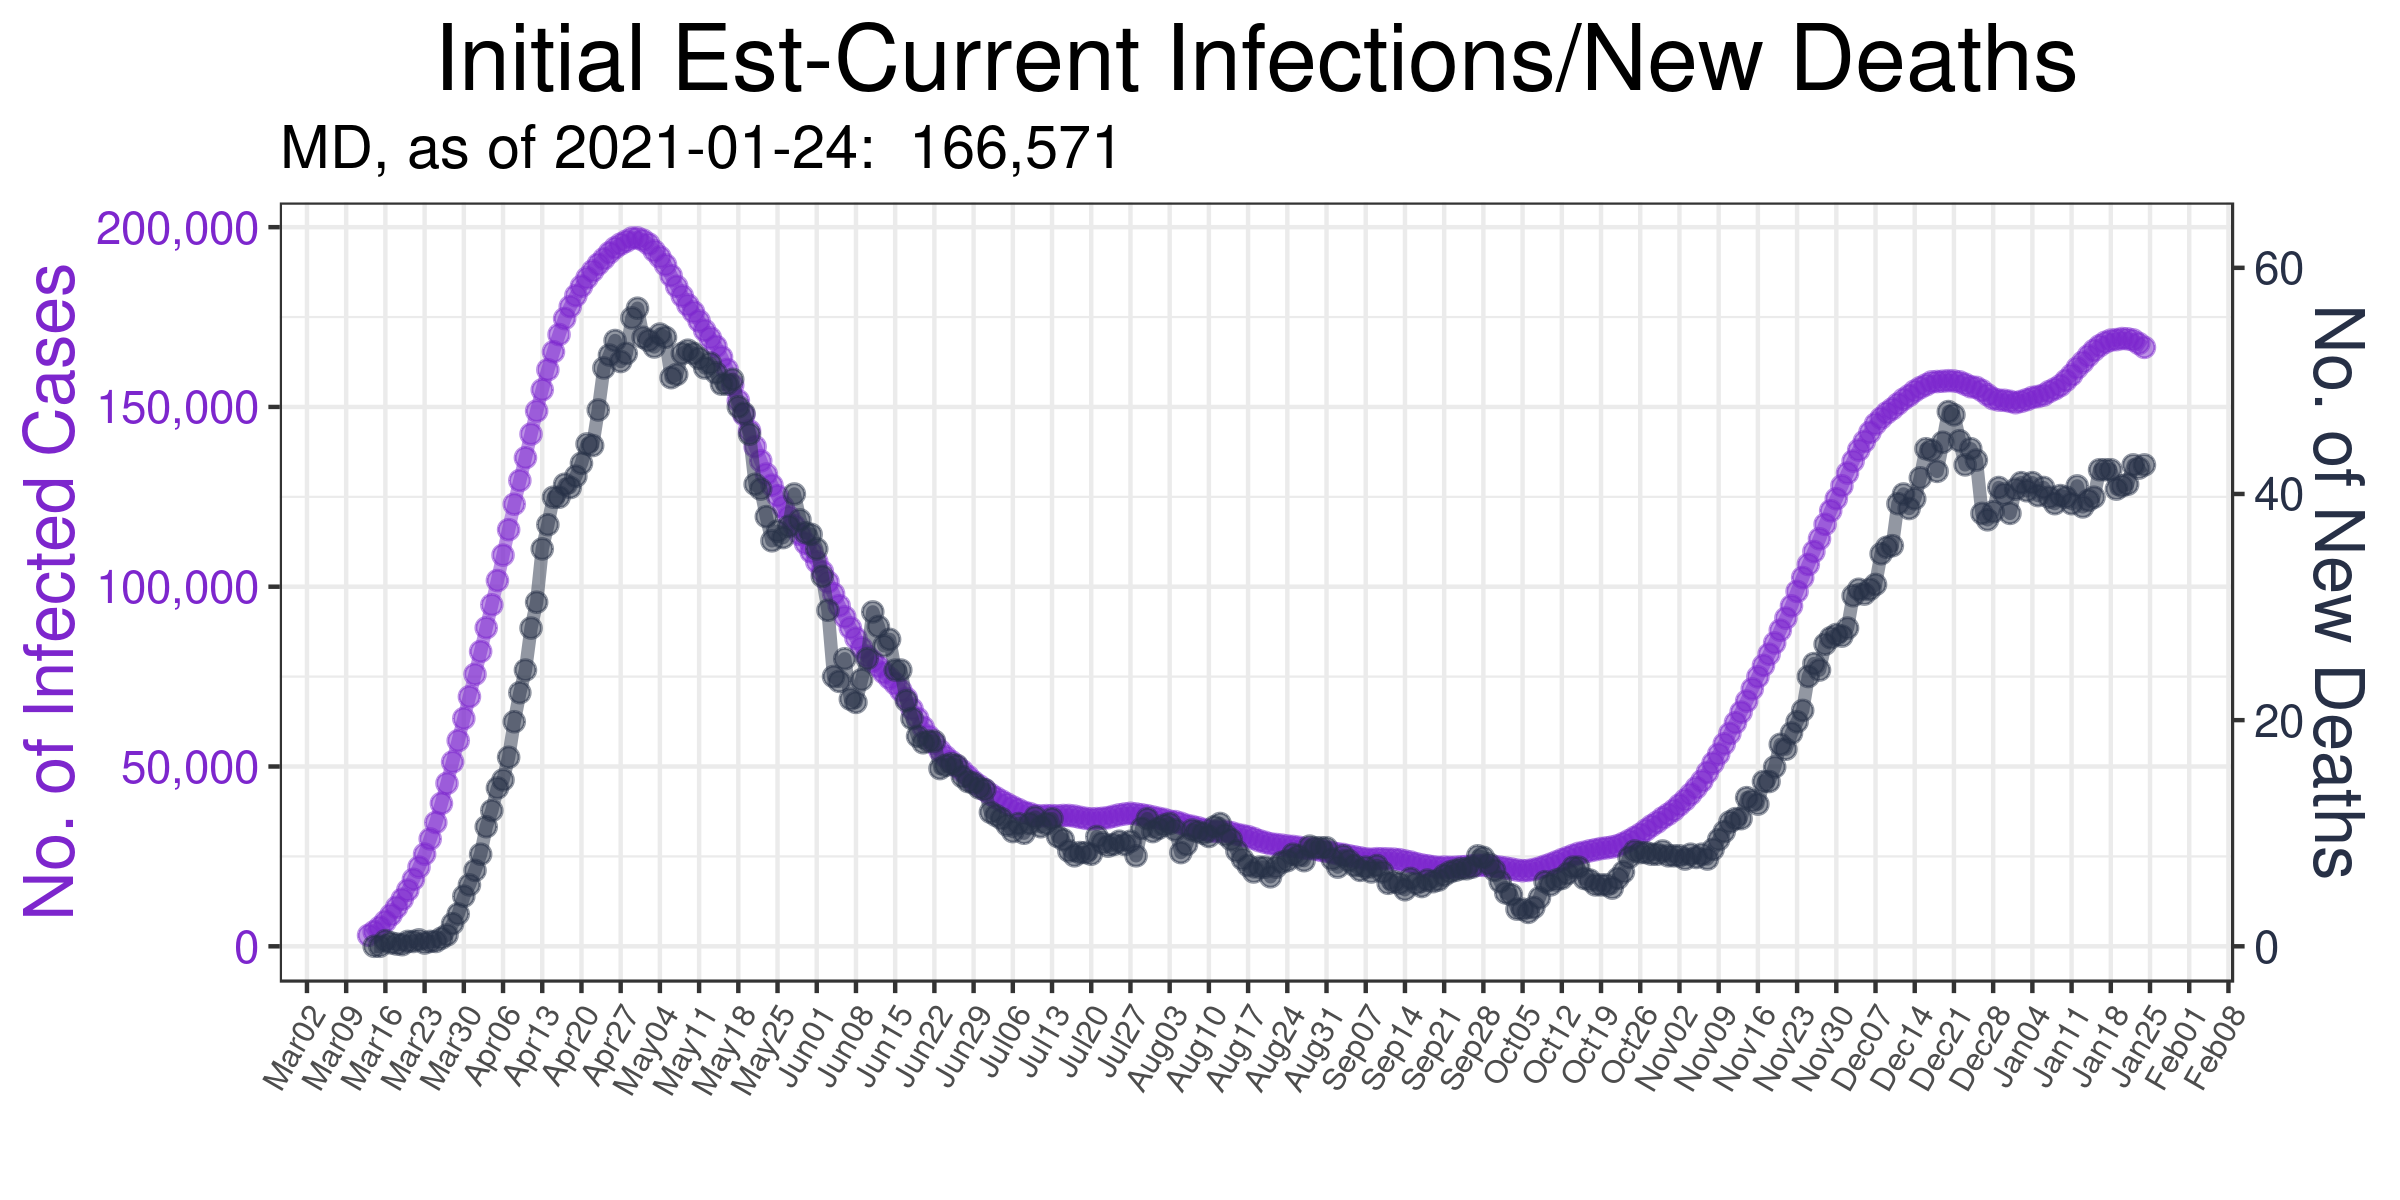 Initial Est-Current Infections/New Deaths
MD, as of 2021-01-24: 166,571
No. of Infected Cases
200,000
150,000
100,000
50,000
0
60
40
20
0
No. of New Deaths
Mar02
Mar09
Mar16
Mar23
Mar30
Apr06
Apr13
Apr20
Apr27
May04
May11
May18
May25
Jun01
Jun08
Jun15
Jun22
Jun29
Jul06
Jul13
Jul20
Jul27
Aug03
Aug10
Aug17
Aug24
Aug31
Sep07
Sep14
Sep21
Sep28
Oct05
Oct12
Oct19
Oct26
Nov02
Nov09
Nov16
Nov23
Nov30
Dec07
Dec14
Dec21
Dec28
Dec04
Jan11
Jan18
Jan25
Feb01
Feb08